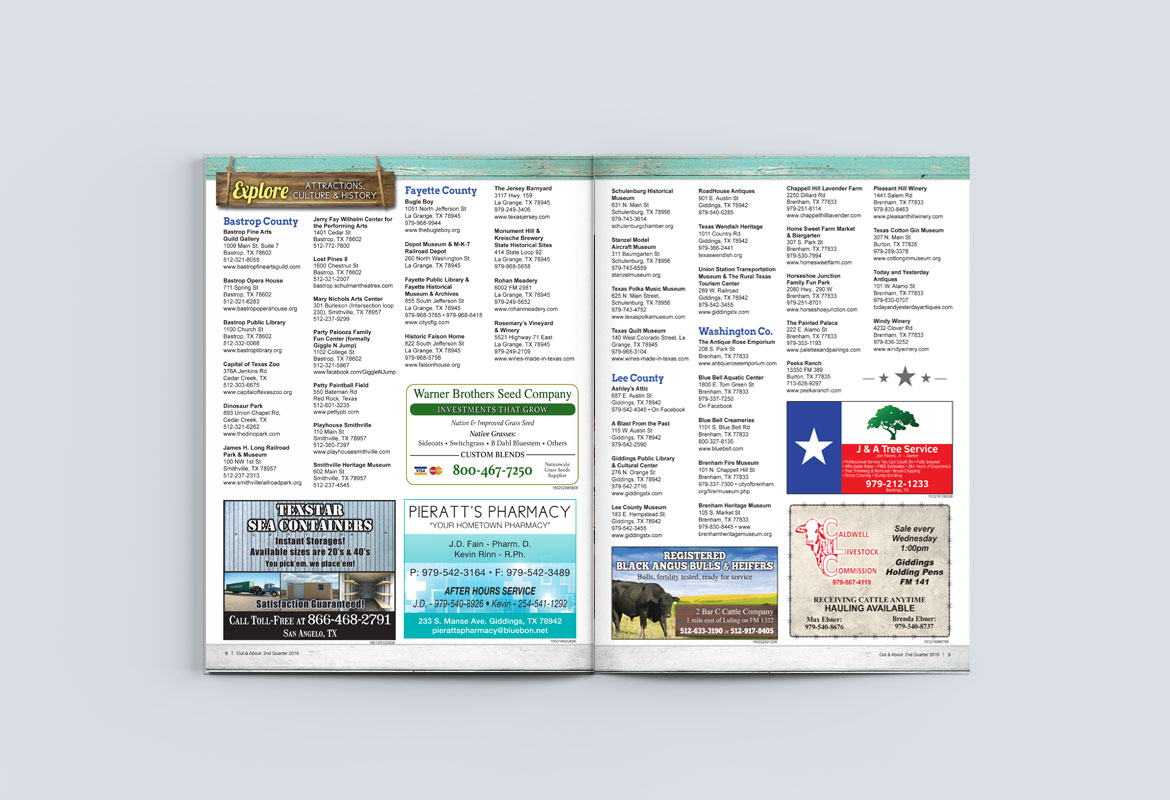 Explore
ATTRACTIONS,
CULTURE & HISTORY
Bastrop County
Bastrop Fine Arts
Guild Gallery
1009 Main St. Suite 7
Bastrop, TX 78602
512-321-8055
www.bastropfineartsguild.com
Bastrop Opera House
711 Spring St
Bastrop, TX 78602
512-321-6283
www.bastropoperahouse.org
Bastrop Public Library
1100 Church St
Bastrop, TX 78602
512-332-0088
www.bastroplibrary.org
Capital of Texas Zoo
376A Jenkins Rd
Cedar Creek, TX
512-303-6675
www.capitaloftexaszoo.org
Dinosaur Park
893 Union Chapel Rd,
Cedar Creek, TX
512-321-6262
www.thedinopark.com
James H. Long Railroad
Park & Museum
100 NW 1st St
Smithville, TX 78957
512-237-2313
www.smithvillerailroadpark.org
Jerry Fay Wilhelm Center for
the Performing Arts
1401 Cedar St
Bastrop, TX 78602
512-772-7800
Lost Pines 8
1600 Chestnut St
Bastrop, TX 78602
512-321-2007
bastrop.schulmantheatres.com
Mary Nichols Arts Center
301 Burleson (Intersection loop
230), Smithville, TX 78957
512-237-9299
Party Palooza Family
Fun Center (formally
Giggle N Jump)
1102 College St
Bastrop, TX 78602
512-321-5867
www.facebook.com/GiggleNJump
Petty Paintball Field
550 Bateman Rd
Red Rock, Texas
512-601-3235
www.pettypb.com
Playhouse Smithville
110 Main St
Smithville, TX 78957
512-360-7397
www.playhousesmithville.com
Smithville Heritage Museum
602 Main St
Smithville, TX 78957
512-237-4545
Fayette County
Bugle Boy
1051 North Jefferson St
La Grange, TX 78945
979-968-9944
www.thebugleboy.org
Depot Museum & M-K-T
Railroad Depot
260 North Washington St
La Grange, TX 78945
Fayette Public Library &
Fayette Historical
Museum & Archives
855 South Jefferson St
La Grange, TX 78945
979-968-3765 • 979-968-6418
www.cityoflg.com
Historic Faison Home
822 South Jefferson St
La Grange, TX 78945
979-968-5756
www.faisonhouse.org
The Jersey Barnyard
3117 Hwy. 159
La Grange, TX 78945
979-249-3406
www.texasjersey.com
Monument Hill &
Kreische Brewery
State Historical Sites
414 State Loop 92
La Grange, TX 78945
979-968-5658
Rohan Meadery
6002 FM 2981
La Grange, TX 78945
979-249-5652
www.rohanmeadery.com
Rosemary's Vineyard
& Winery
5521 Highway 71 East
La Grange, TX 78945
979-249-2109
www.wines-made-in-texas.com
Warner Brothers Seed Company
INVESTMENTS THAT GROW
Native & Improved Grass Seed
Native Grasses:
Sideoats • Switchgrass • B Dahl Bluestem • Others
CUSTOM BLENDS
VISA
800-467-7250
Nationwide
Grass Seeds
Supplier
TEXSTAR
SEA CONTAINERS
Instant Storages!
Available sizes are 20's & 40's
You pick'em, we place'em!
Satisfaction Guaranteed!
CALL TOLL-FREE AT 866-468-2791
SAN ANGELO, TX
PIERATT'S PHARMACY
"YOUR HOMETOWN PHARMACY"
J.D. Fain - Pharm. D.
Kevin Rinn - R.Ph.
P: 979-542-3164 • F: 979-542-3489
AFTER HOURS SERVICE
J.D. - 979-540-8926 • Kevin - 254-541-1292
233 S. Manse Ave. Giddings, TX 78942
pierattspharmacy@bluebon.net
8 | Out & About 2nd Quarter 2016
Schulenburg Historical
Museum
631 N. Main St
Schulenburg, TX 78956
979-743-3614
schulenburgchamber.org
Stanzel Model
Aircraft Museum
311 Baumgarten St
Schulenburg, TX 78956
979-743-6559
stanzelmuseum.org
Texas Polka Music Museum
625 N. Main Street,
Schulenburg, TX 78956
979-743-4752
www.texaspolkamuseum.com
Texas Quilt Museum
140 West Colorado Street, La
Grange, TX 78945
979-968-3104
www.wines-made-in-texas.com
Lee County
Ashley's Attic
687 E. Austin St
Giddings, TX 78942
979-542-4345 • On Facebook
A Blast From the Past
115 W. Austin St
Giddings, TX 78942
979-542-2590
Giddings Public Library
& Cultural Center
276 N. Orange St
Giddings, TX 78942
979-542-2716
www.giddingstx.com
Lee County Museum
183 E. Hempstead St.
Giddings, TX 78942
979-542-3455
www.giddingstx.com
RoadHouse Antiques
901 E. Austin St
Giddings, TX 78942
979-540-0285
Texas Wendish Heritage
1011 Country Rd
Giddings, TX 78942
979-366-2441
texaswendish.org
Union Station Transportation
Museum & The Rural Texas
Tourism Center
289 W. Railroad
Giddings, TX 78942
979-542-3455
www.giddingstx.com
Washington Co.
The Antique Rose Emporium
208 S. Park St
Brenham, TX 77833
www.antiqueroseemporium.com
Blue Bell Aquatic Center
1800 E. Tom Green St
Brenham, TX 77833
979-337-7250
On Facebook
Blue Bell Creameries
1101 S. Blue Bell Rd
Brenham, TX 77833
800-327-8135
www.bluebell.com
Brenham Fire Museum
101 N. Chappell Hill St
Brenham, TX 77833
979-337-7300 • cityofbrenham.
org/fire/museum.php
Brenham Heritage Museum
105 S. Market St
Brenham, TX 77833
979-830-8445 • www.
brenhamheritagemuseum.org
Chappell Hill Lavender Farm
2250 Dillard Rd
Brenham, TX 77833
979-251-8114
www.chappellhilllavender.com
Home Sweet Farm Market
& Biergarten
307 S. Park St
Brenham, TX 77833
979-530-7994
www.homesweetfarm.com
Horseshoe Junction
Family Fun Park
2080 Hwy. 290 W
Brenham, TX 77833
979-251-8701
www.horseshoejunction.com
The Painted Palace
222 E. Alamo St
Brenham, TX 77833
979-353-1193
www.palettesandpairings.com
Peeka Ranch
13350 FM 389
Burton, TX 77835
713-628-9297
www.peekaranch.com
Pleasant Hill Winery
1441 Salem Rd
Brenham, TX 77833
979-830-8463
www.pleasanthillwinery.com
Texas Cotton Gin Museum
307 N. Main St
Burton, TX 77835
979-289-3378
www.cottonginmuseum.org
Today and Yesterday
Antiques
101 W. Alamo St
Brenham, TX 77833
979-830-0707
todayandyesterdayantiques.com
Windy Winery
4232 Clover Rd
Brenham, TX 77833
979-836-3252
www.windywinery.com
J & A Tree Service
• Professional Service You Can Count On • Fully Insured
• Affordable Rates • FREE Estimates • 26+ Years of Experience
• Tree Trimming & Removal • Brush Chipping
• Fence Clearing • Stump Grinding
979-212-1233
Bastrop, TX
REGISTERED
BLACK ANGUS BULLS & HEIFERS
Bulls, fertility tested, ready for service
2 Bar C Cattle Company
1 mile east of Luling on FM 1322
512-633-3190 or 512-917-8405
CALDWELL
LIVESTOCK
COMMISSION
979-567-4119
Sale every
Wednesday
1:00pm
Giddings
Holding Pens
FM 141
RECEIVING CATTLE ANYTIME
HAULING AVAILABLE
Max Ebner:
979-540-8676
Brenda Ebner:
979-540-8737
Out & About 2nd Quarter 2016 | 9